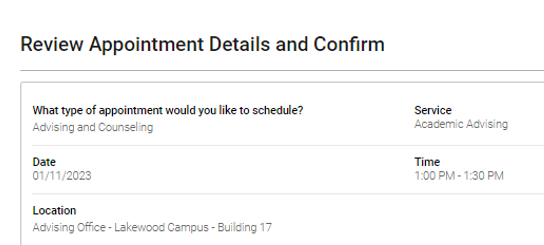 Review Appointment Details and Confirm
What type of appointment would you like to schedule?
Advising and Counseling
Service
Academic Advising
Date
01/11/2023
Time
1:00 PM - 1:30 PM
Location
Advising Office - Lakewood Campus - Building 17